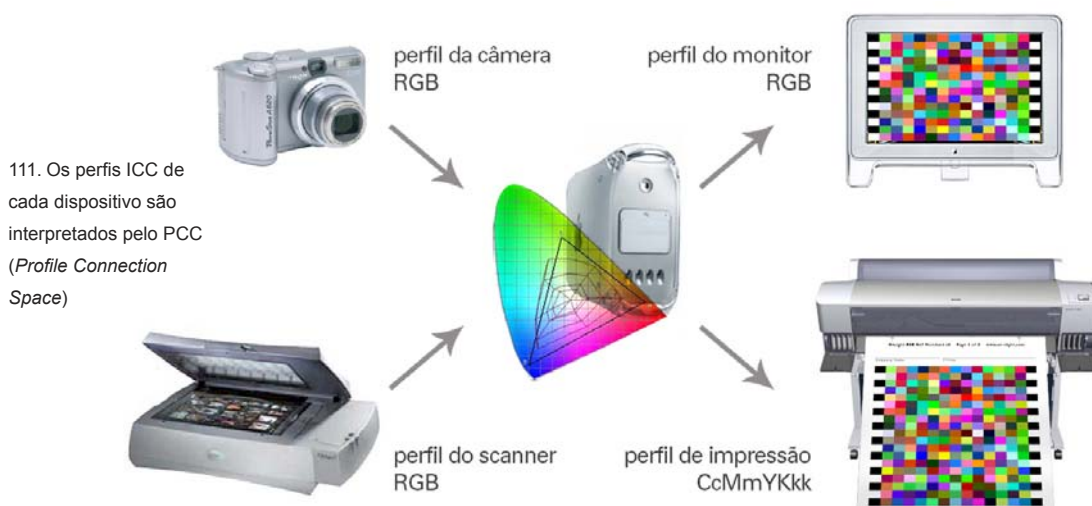 perfil da câmera
RGB
perfil do monitor
RGB
111. Os perfis ICC de
cada dispositivo são
interpretados pelo PCC
(Profile Connection
Space)
perfil do scanner
RGB
perfil de impressão
CcMmYKkk